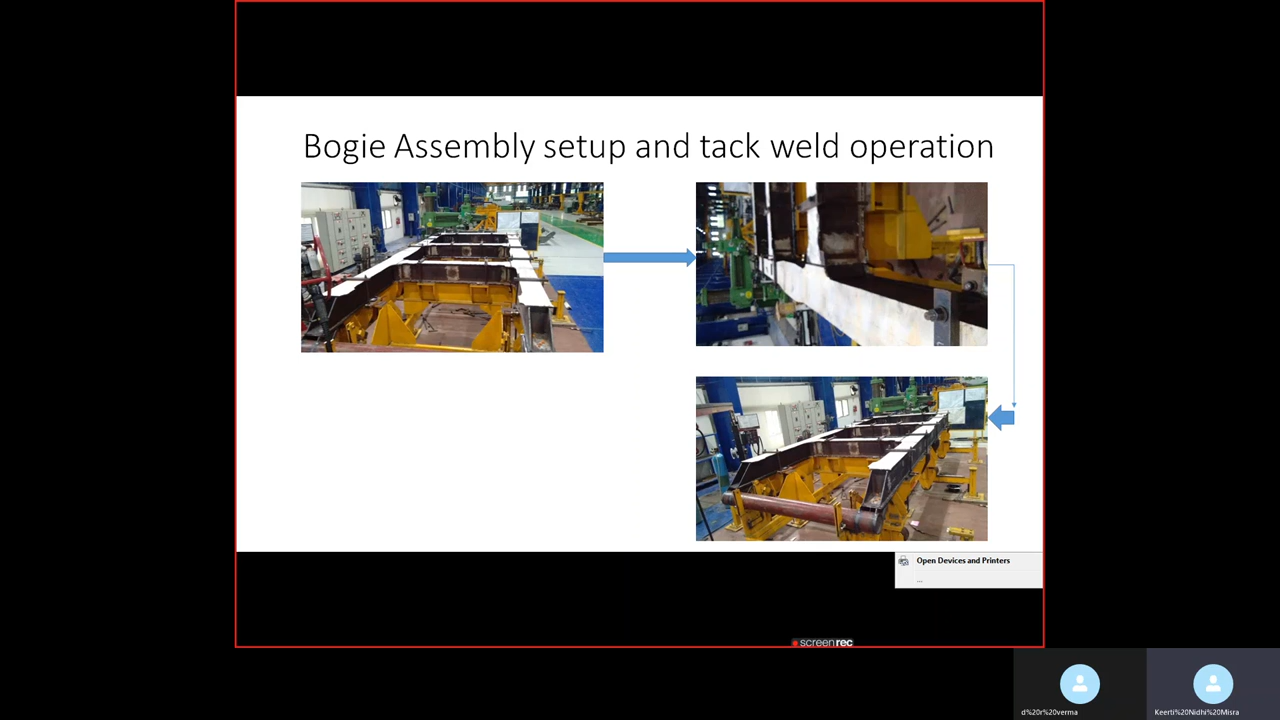 Bogie Assembly setup and tack weld operation
Open Devices and Printers
...
screenrec
d%20r%20verma
Keerti%20Nidhi%20Misra